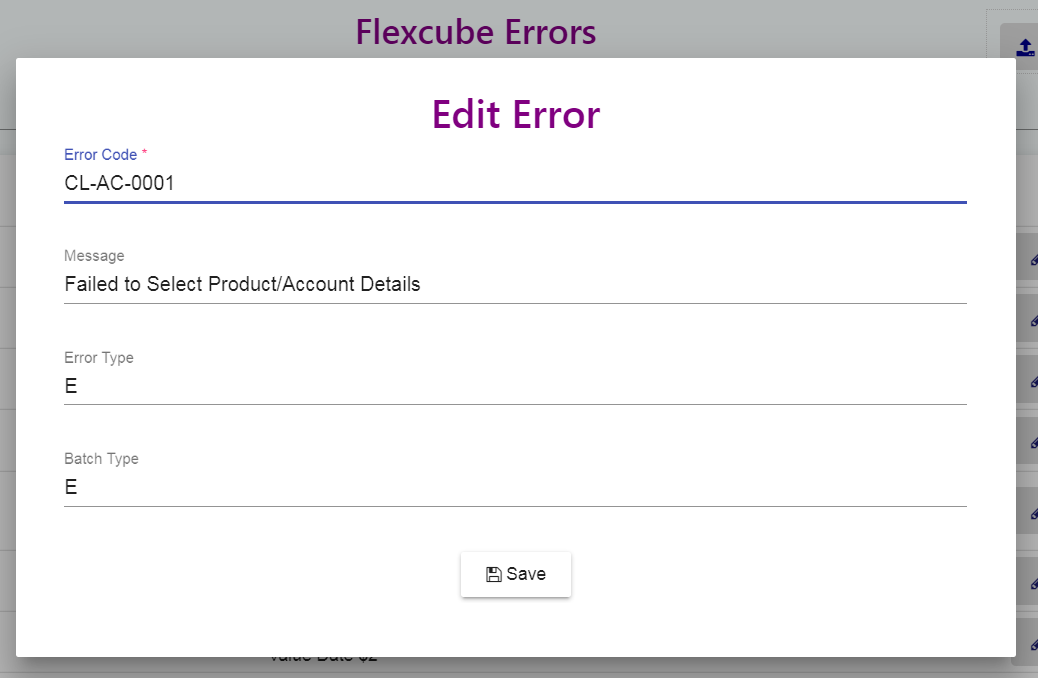 Flexcube Errors
Edit Error
Error Code *
CL-AC-0001
Message
Failed to Select Product/Account Details
Error Type
E
Batch Type
E
Save
Value Date $2